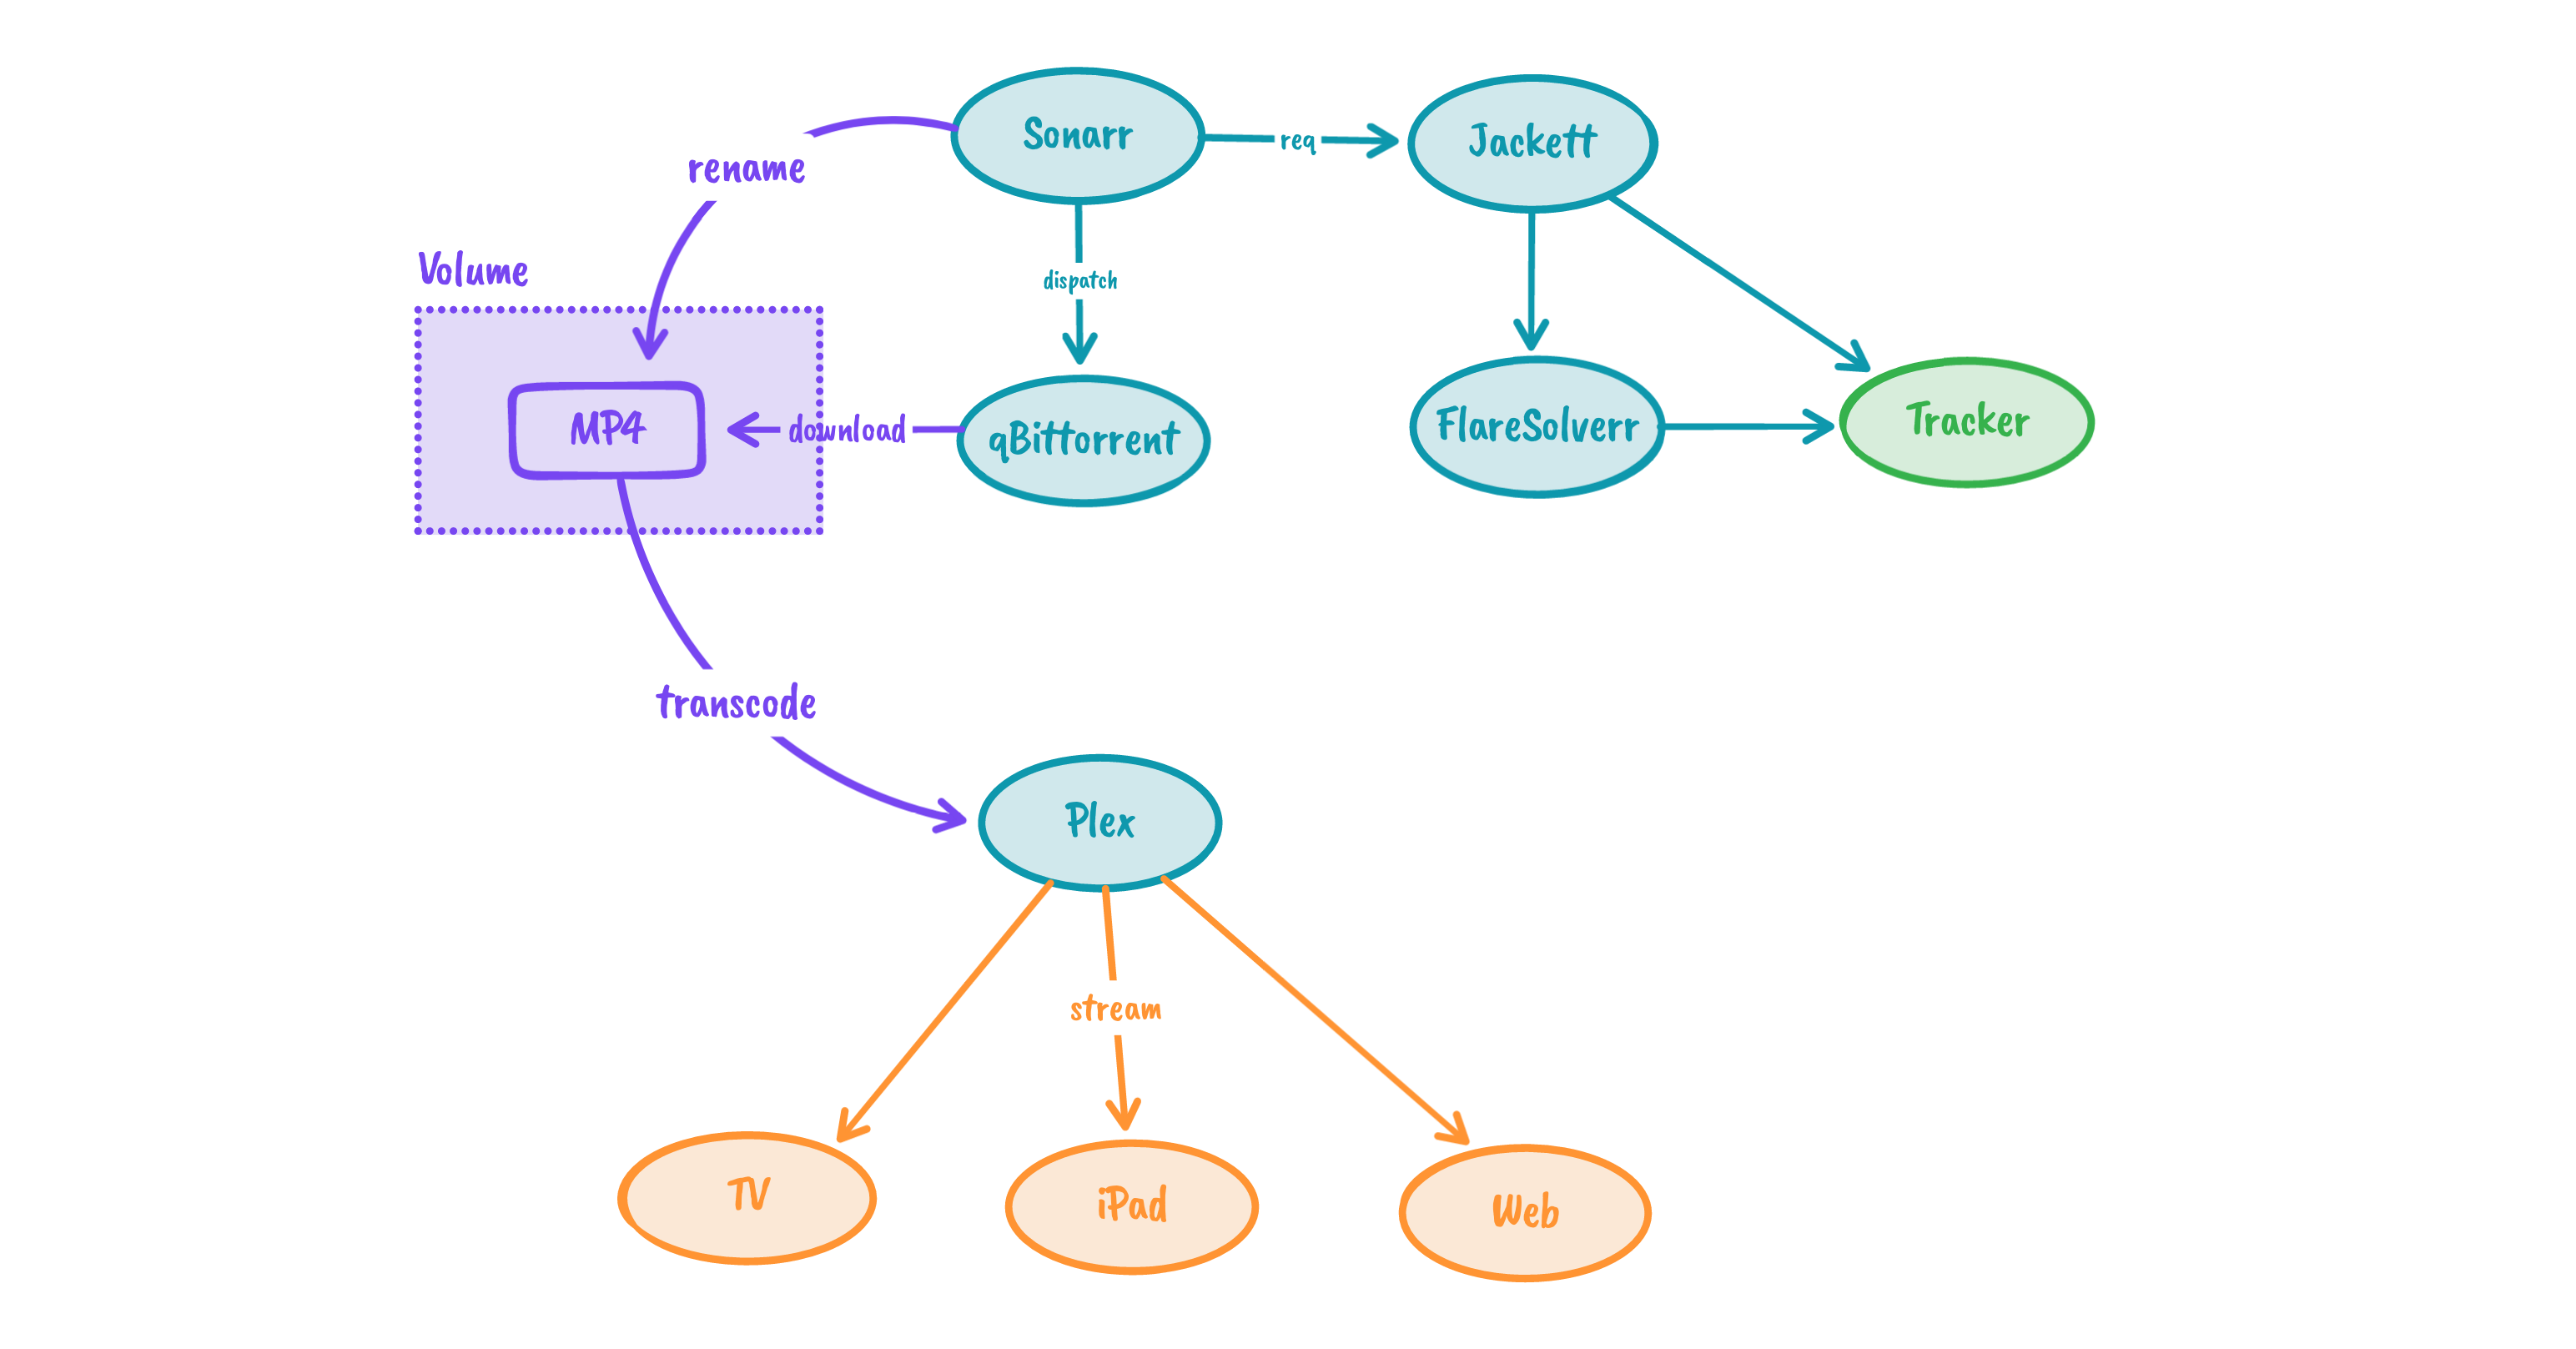 Sonarr
req
Jackett
rename
Volume
dispatch
MP4
download
qBittorrent
FlareSolverr
Tracker
transcode
Plex
stream
TV
iPad
Web